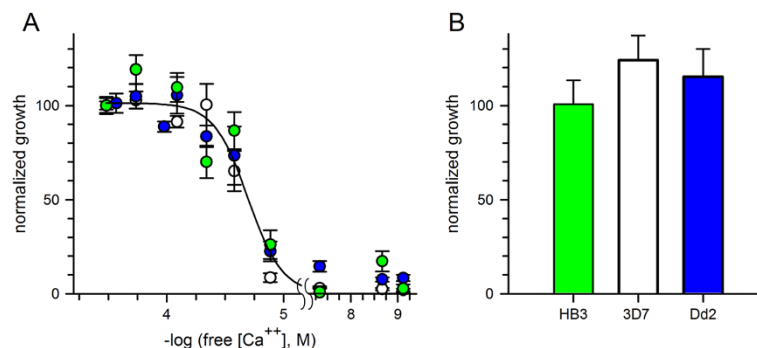 A
normalized growth
100
50
0
4
5
8
9
-log (free [Ca++], M)
B
normalized growth
100
50
0
HB3
3D7
Dd2